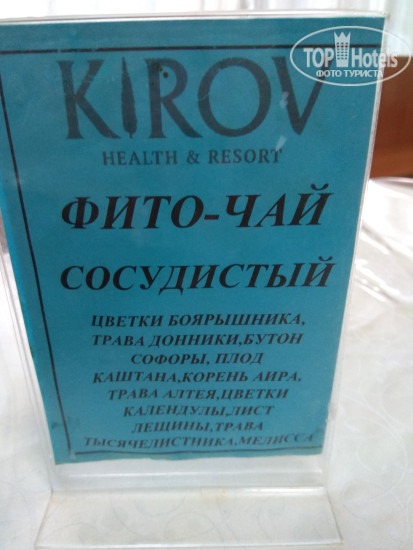 TOP Hotels
ФОТО ТУРИСТА
KIROV
HEALTH & RESORT
ФИТО-ЧАЙ
СОСУДИСТЫЙ
ЦВЕТКИ БОЯРЫШНИКА,
ТРАВА ДОННИКИ,БУТОН
СОФОРЫ, ПЛОД
КАШТАНА,КОРЕНЬ АИРА,
ТРАВА АЛТЕЯ,ЦВЕТКИ
КАЛЕНДУЛЫ,ЛИСТ
ЛЕЩИНЫ,ТРАВА
ТЫСЯЧЕЛИСТНИКА,МЕЛИССА